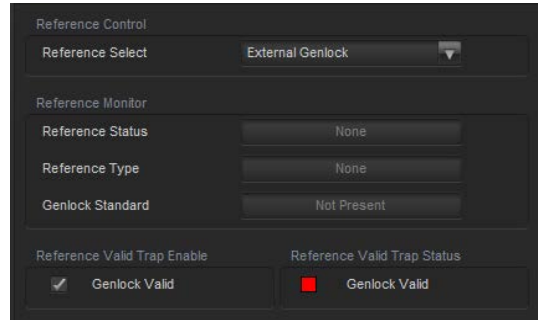 Reference Control
Reference Select External Genlock
Reference Monitor
Reference Status None
Reference Type None
Genlock Standard Not Present
Reference Valid Trap Enable Reference Valid Trap Status
Genlock Valid Genlock Valid